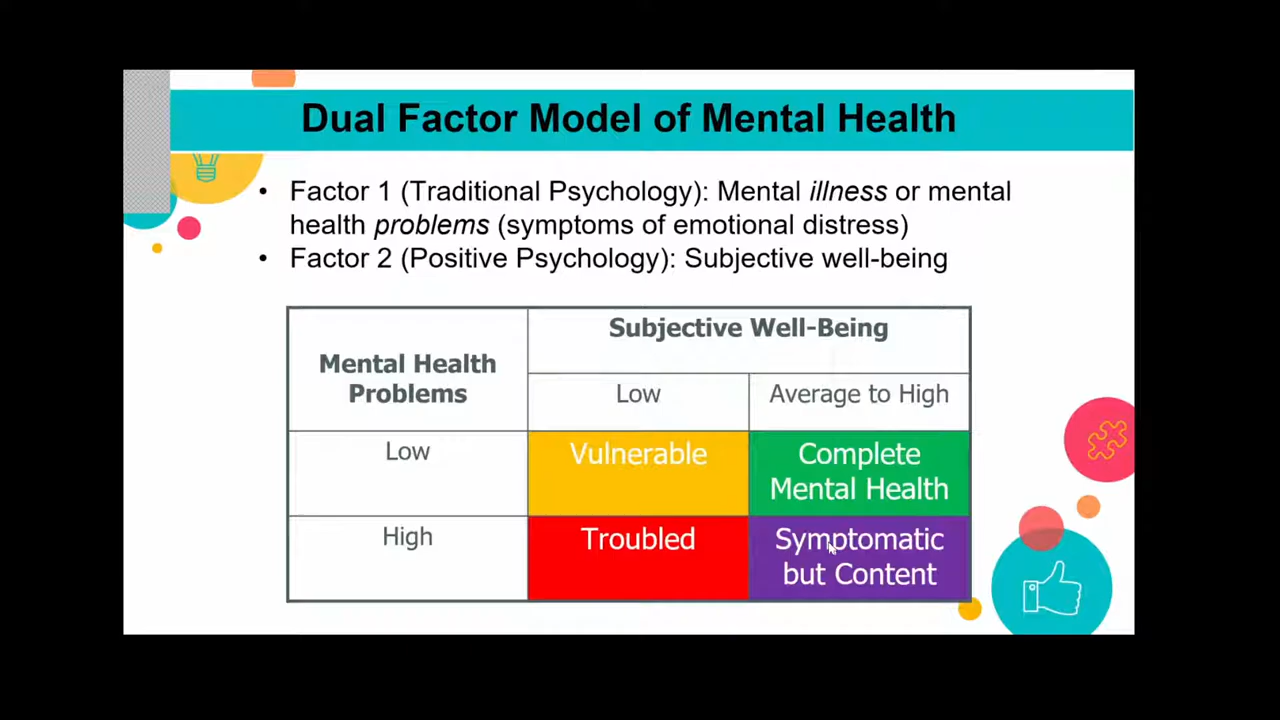 Dual Factor Model of Mental Health
• Factor 1 (Traditional Psychology): Mental illness or mental
health problems (symptoms of emotional distress)
• Factor 2 (Positive Psychology): Subjective well-being
Mental Health
Problems
Subjective Well-Being
Low
Average to High
Low
Vulnerable
Complete
Mental Health
High
Troubled
Symptomatic
but Content